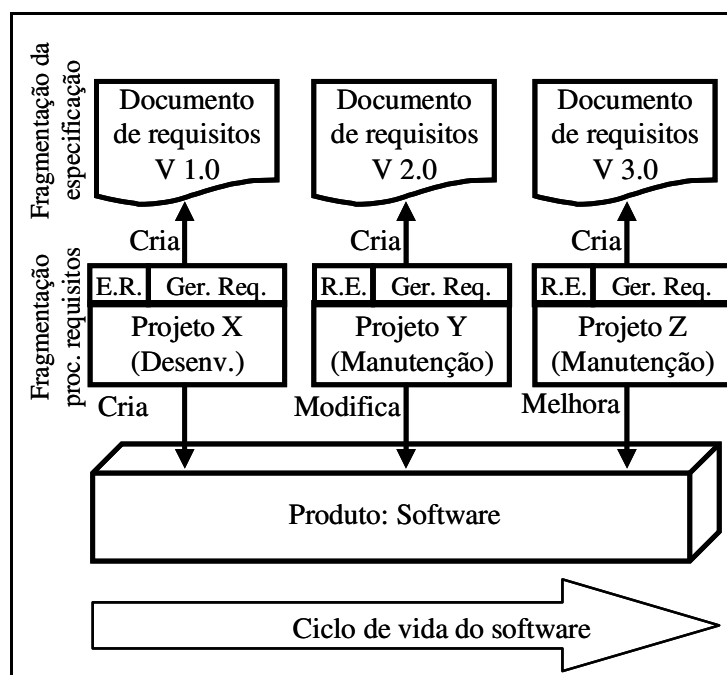 Fragmentação da
especificação
Documento
de requisitos
V 1.0
Documento
de requisitos
V 2.0
Documento
de requisitos
V 3.0
Cria
Cria
Cria
Fragmentação
proc. requisitos
E.R.
Ger. Req.
R.E.
Ger. Req.
R.E.
Ger. Req.
Projeto X
(Desenv.)
Projeto Y
(Manutenção)
Projeto Z
(Manutenção)
Cria
Modifica
Melhora
Produto: Software
Ciclo de vida do software